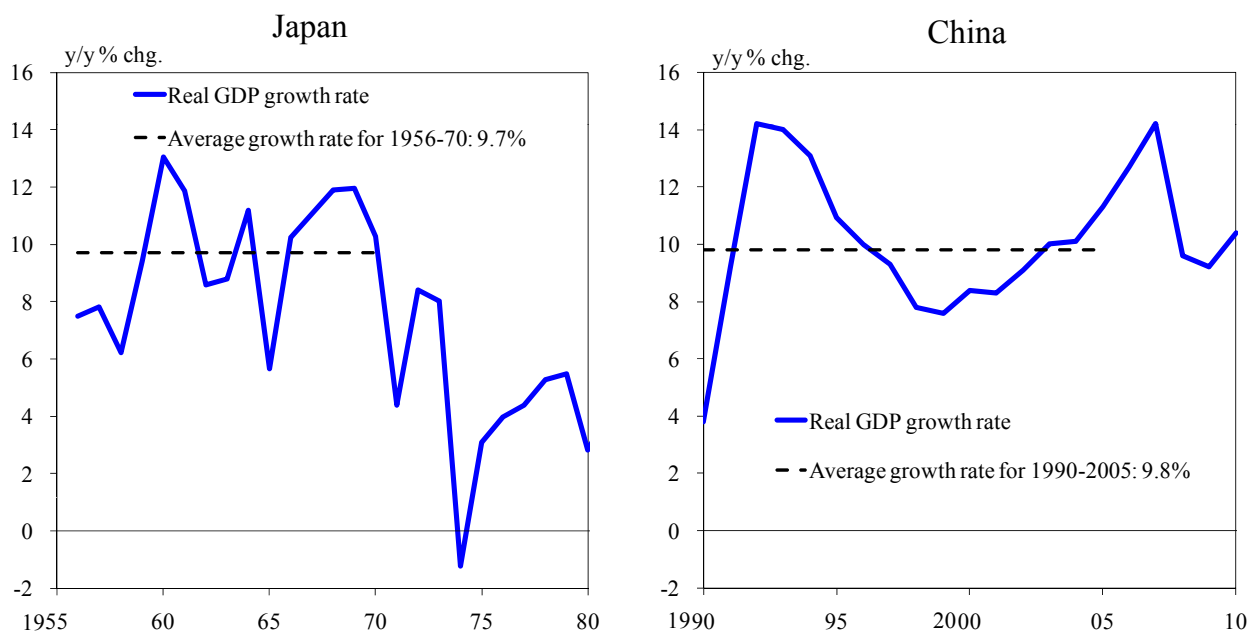 Japan
y/y % chg.
16
14
12
10
8
6
4
2
0
-2
Real GDP growth rate
Average growth rate for 1956-70: 9.7%
1955 60 65 70 75 80
China
y/y % chg.
16
14
12
10
8
6
4
2
0
-2
Real GDP growth rate
Average growth rate for 1990-2005: 9.8%
1990 95 2000 05 10